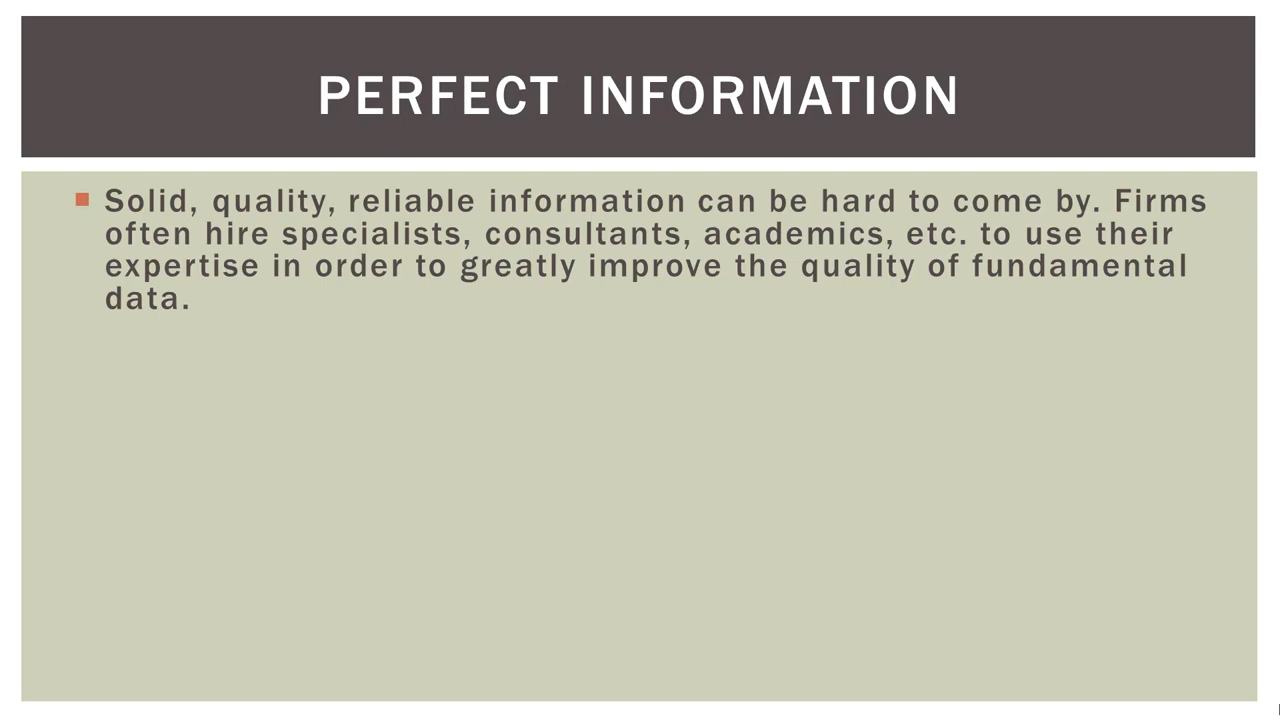 PERFECT INFORMATION
Solid, quality, reliable information can be hard to come by. Firms
often hire specialists, consultants, academics, etc. to use their
expertise in order to greatly improve the quality of fundamental
data.